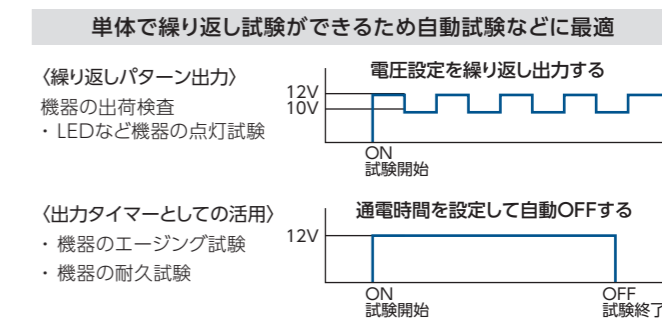 単体で繰り返し試験ができるため自動試験などに最適
〈繰り返しパターン出力〉
機器の出荷検査
・LEDなど機器の点灯試験
電圧設定を繰り返し出力する
12V
10V
ON
試験開始
〈出力タイマーとしての活用〉
・機器のエージング試験
・機器の耐久試験
通電時間を設定して自動OFFする
12V
ON
試験開始
OFF
試験終了